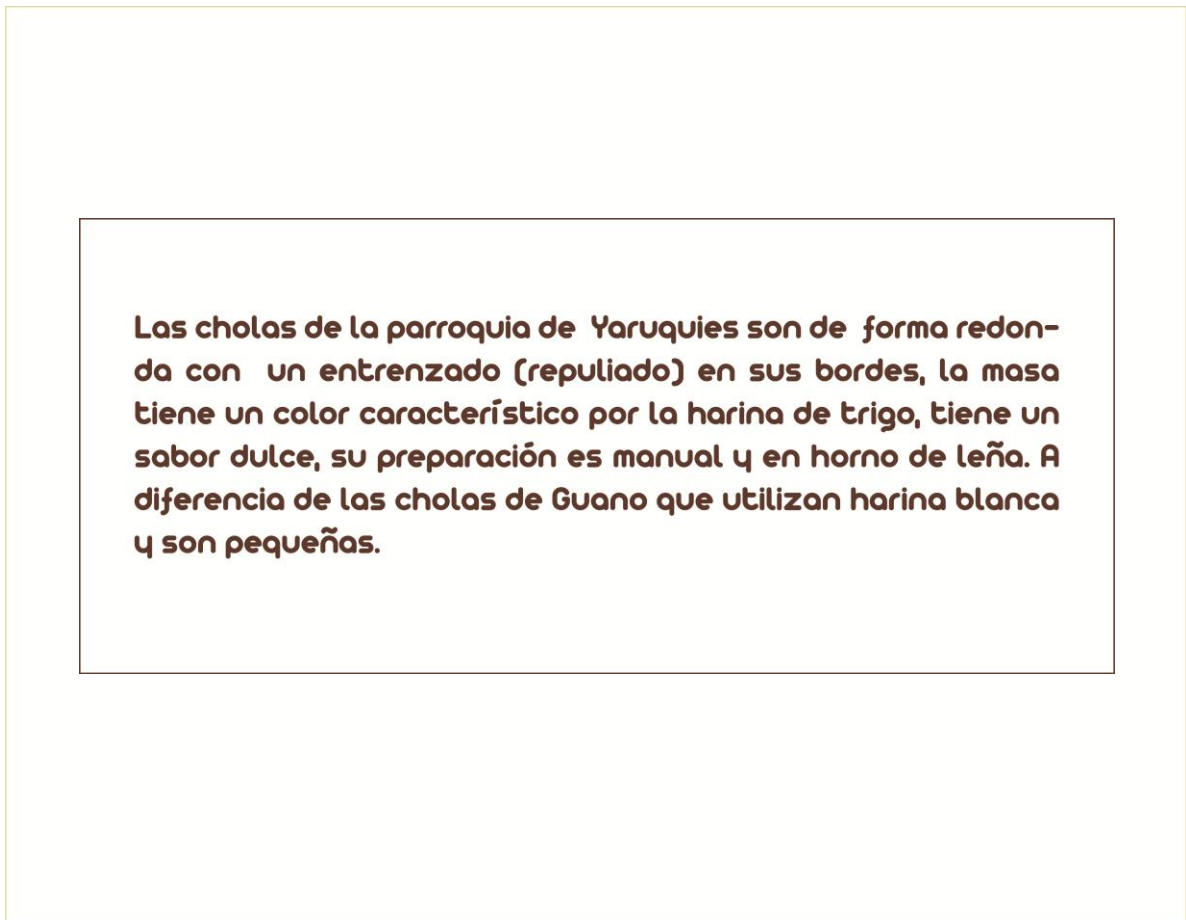 Las cholas de la parroquia de  Yaruquies son de  forma redon-
da con  un entrenzado (repuliado) en sus bordes, la masa
tiene un color característico por la harina de trigo, tiene un
sabor dulce, su preparación es manual y en horno de leña. A
diferencia de las cholas de Guano que utilizan harina blanca
y son pequeñas.